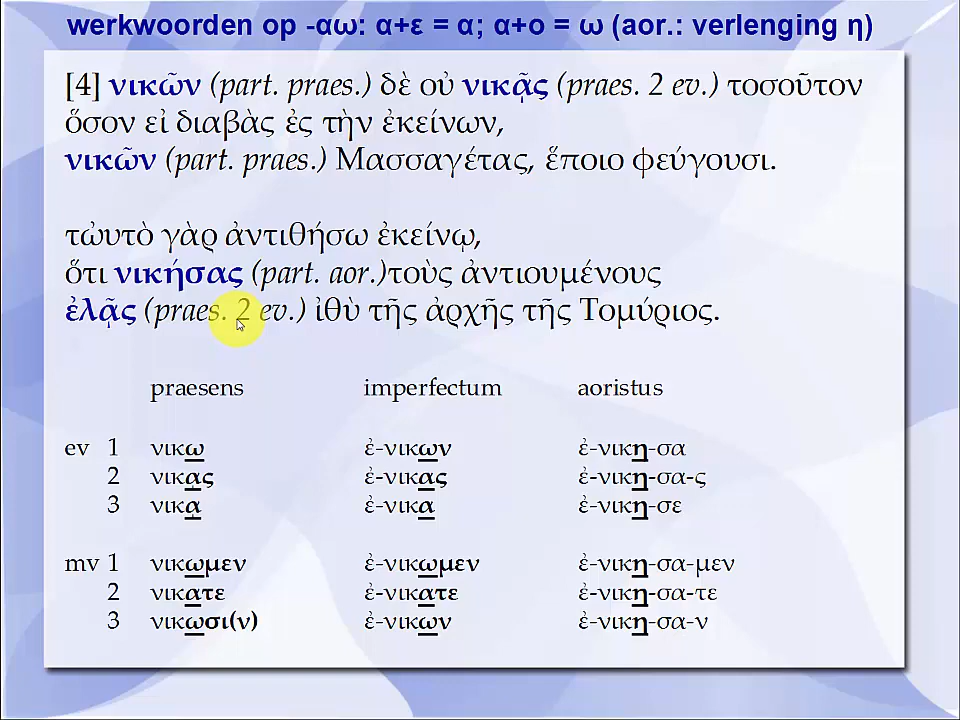 werkwoorden op -αω: α+ε = α; α+ο = ω (aor.: verlenging η)
[4] νικῶν (part. praes.) δὲ οὐ νικᾷς (praes. 2 ev.) τοσοῦτον
ὅσον εἰ διαβὰς ἐς τὴν ἐκείνων,
νικῶν (part. praes.) Μασσαγέτας, ἕποιο φεύγουσι.
τὠυτὸ γὰρ ἀντιθήσω ἐκείνῳ,
ὅτι νικήσας (part. aor.)τοὺς ἀντιουμένους
ἐλᾷς (praes. 2 ev.) ἰθὺ τῆς ἀρχῆς τῆς Τομύριος.
praesens imperfectum aoristus
ev 1 νικω ἐ-νικων ἐ-νικη-σα
2 νικᾳς ἐ-νικας ἐ-νικη-σα-ς
3 νικᾳ ἐ-νικα ἐ-νικη-σε
mv 1 νικωμεν ἐ-νικωμεν ἐ-νικη-σα-μεν
2 νικατε ἐ-νικατε ἐ-νικη-σα-τε
3 νικωσι(ν) ἐ-νικων ἐ-νικη-σα-ν